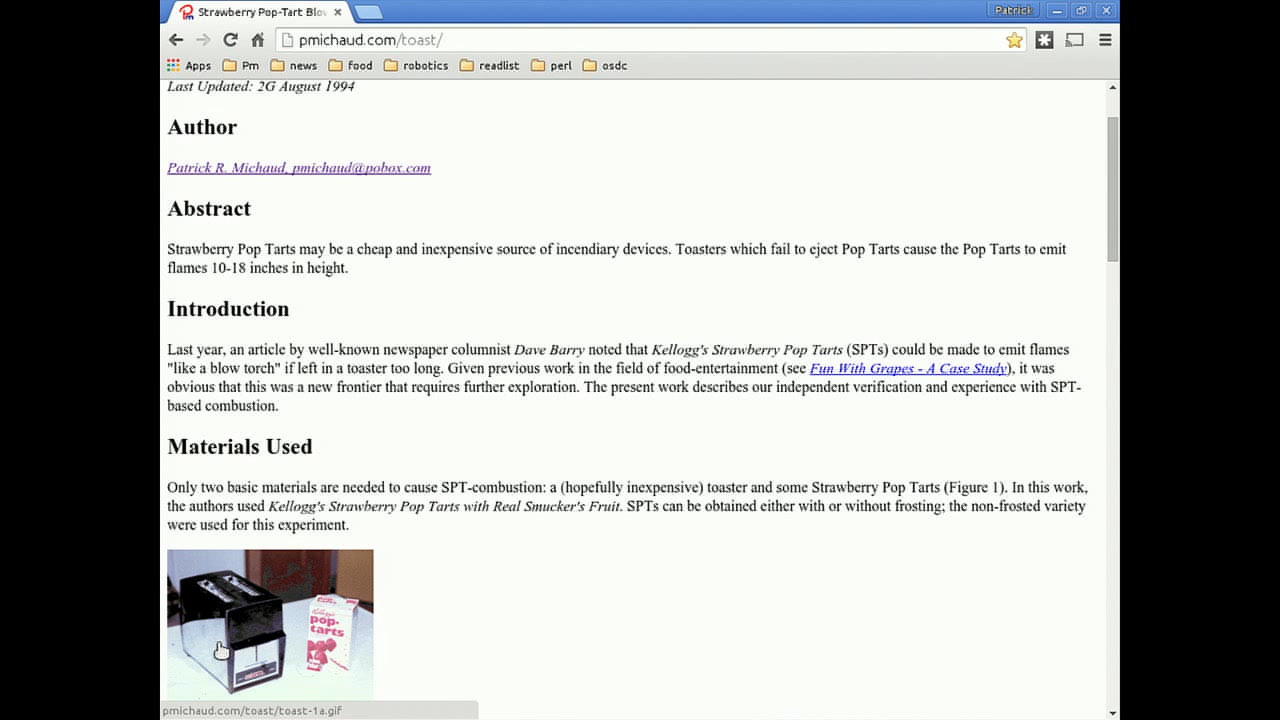 Strawberry Pop-Tart Blov
Patrick
pmichaud.com/toast/
Apps Pm news food robotics readlist perl osdc
Last Updated: 2G August 1994
Author
Patrick R. Michaud, pmichaud@pobox.com
Abstract
Strawberry Pop Tarts may be a cheap and inexpensive source of incendiary devices. Toasters which fail to eject Pop Tarts cause the Pop Tarts to emit
flames 10-18 inches in height.
Introduction
Last year, an article by well-known newspaper columnist Dave Barry noted that Kellogg's Strawberry Pop Tarts (SPTs) could be made to emit flames
"like a blow torch" if left in a toaster too long. Given previous work in the field of food-entertainment (see Fun With Grapes - A Case Study), it was
obvious that this was a new frontier that requires further exploration. The present work describes our independent verification and experience with SPT-
based combustion.
Materials Used
Only two basic materials are needed to cause SPT-combustion: a (hopefully inexpensive) toaster and some Strawberry Pop Tarts (Figure 1). In this work,
the authors used Kellogg's Strawberry Pop Tarts with Real Smucker's Fruit. SPTs can be obtained either with or without frosting; the non-frosted variety
were used for this experiment.
Kellogg's
pop-
tarts
pmichaud.com/toast/toast-1a.gif